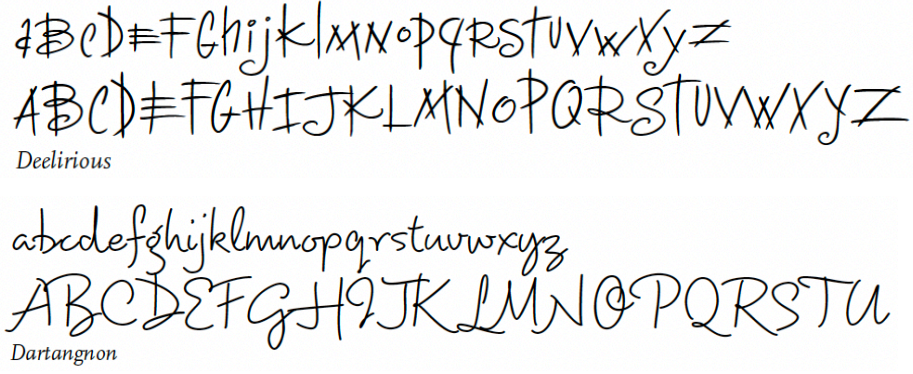 aBCDEFGhijklmnopqRSTUVWXYZ
ABCDEFGHIJKLMNOPQRSTUVWXYZ
Deelirious
abcdefghijklmnopqrstuvwxyz
ABCDEFGHIJKLMNOPQRSTU
Dartangnon